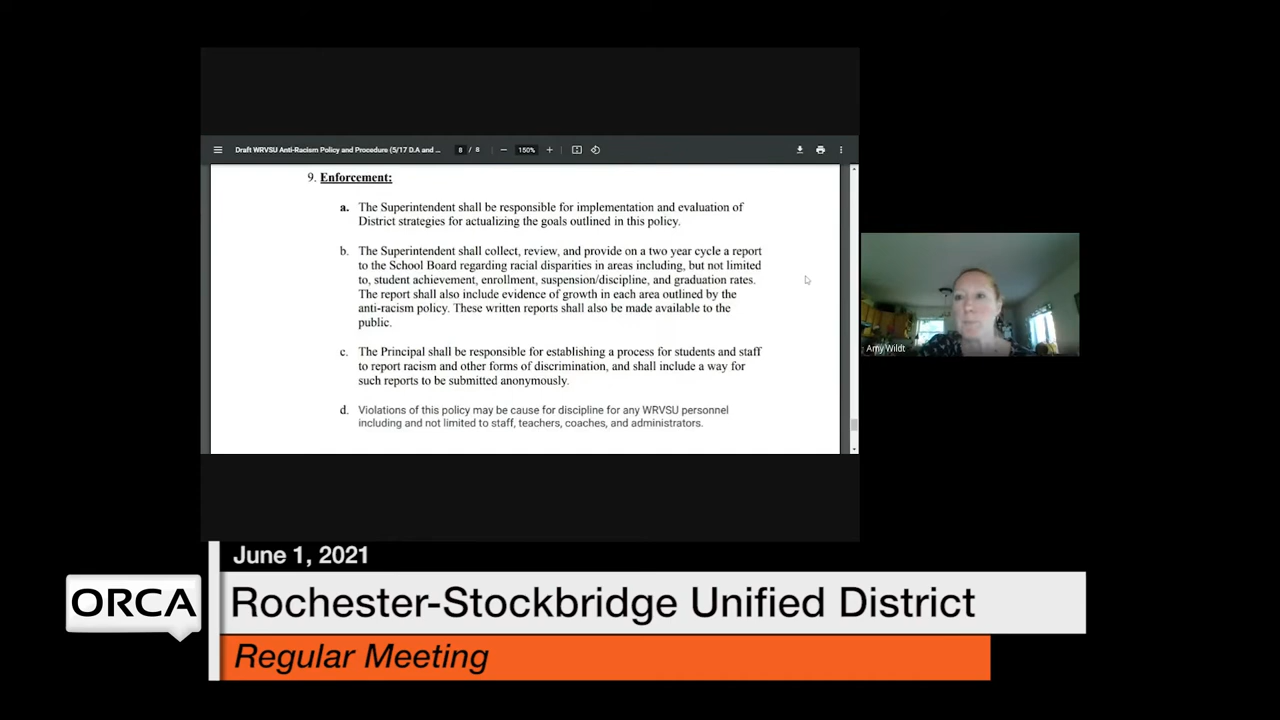 Draft WRVSU Anti-Racism Policy and Procedure (5/17 D.A and ...
8 / 8
150%
9. Enforcement:
a. The Superintendent shall be responsible for implementation and evaluation of
District strategies for actualizing the goals outlined in this policy.
b. The Superintendent shall collect, review, and provide on a two year cycle a report
to the School Board regarding racial disparities in areas including, but not limited
to, student achievement, enrollment, suspension/discipline, and graduation rates.
The report shall also include evidence of growth in each area outlined by the
anti-racism policy. These written reports shall also be made available to the
public.
c. The Principal shall be responsible for establishing a process for students and staff
to report racism and other forms of discrimination, and shall include a way for
such reports to be submitted anonymously.
d. Violations of this policy may be cause for discipline for any WRVSU personnel
including and not limited to staff, teachers, coaches, and administrators.
Amy Wildt
June 1, 2021
ORCA
Rochester-Stockbridge Unified District
Regular Meeting